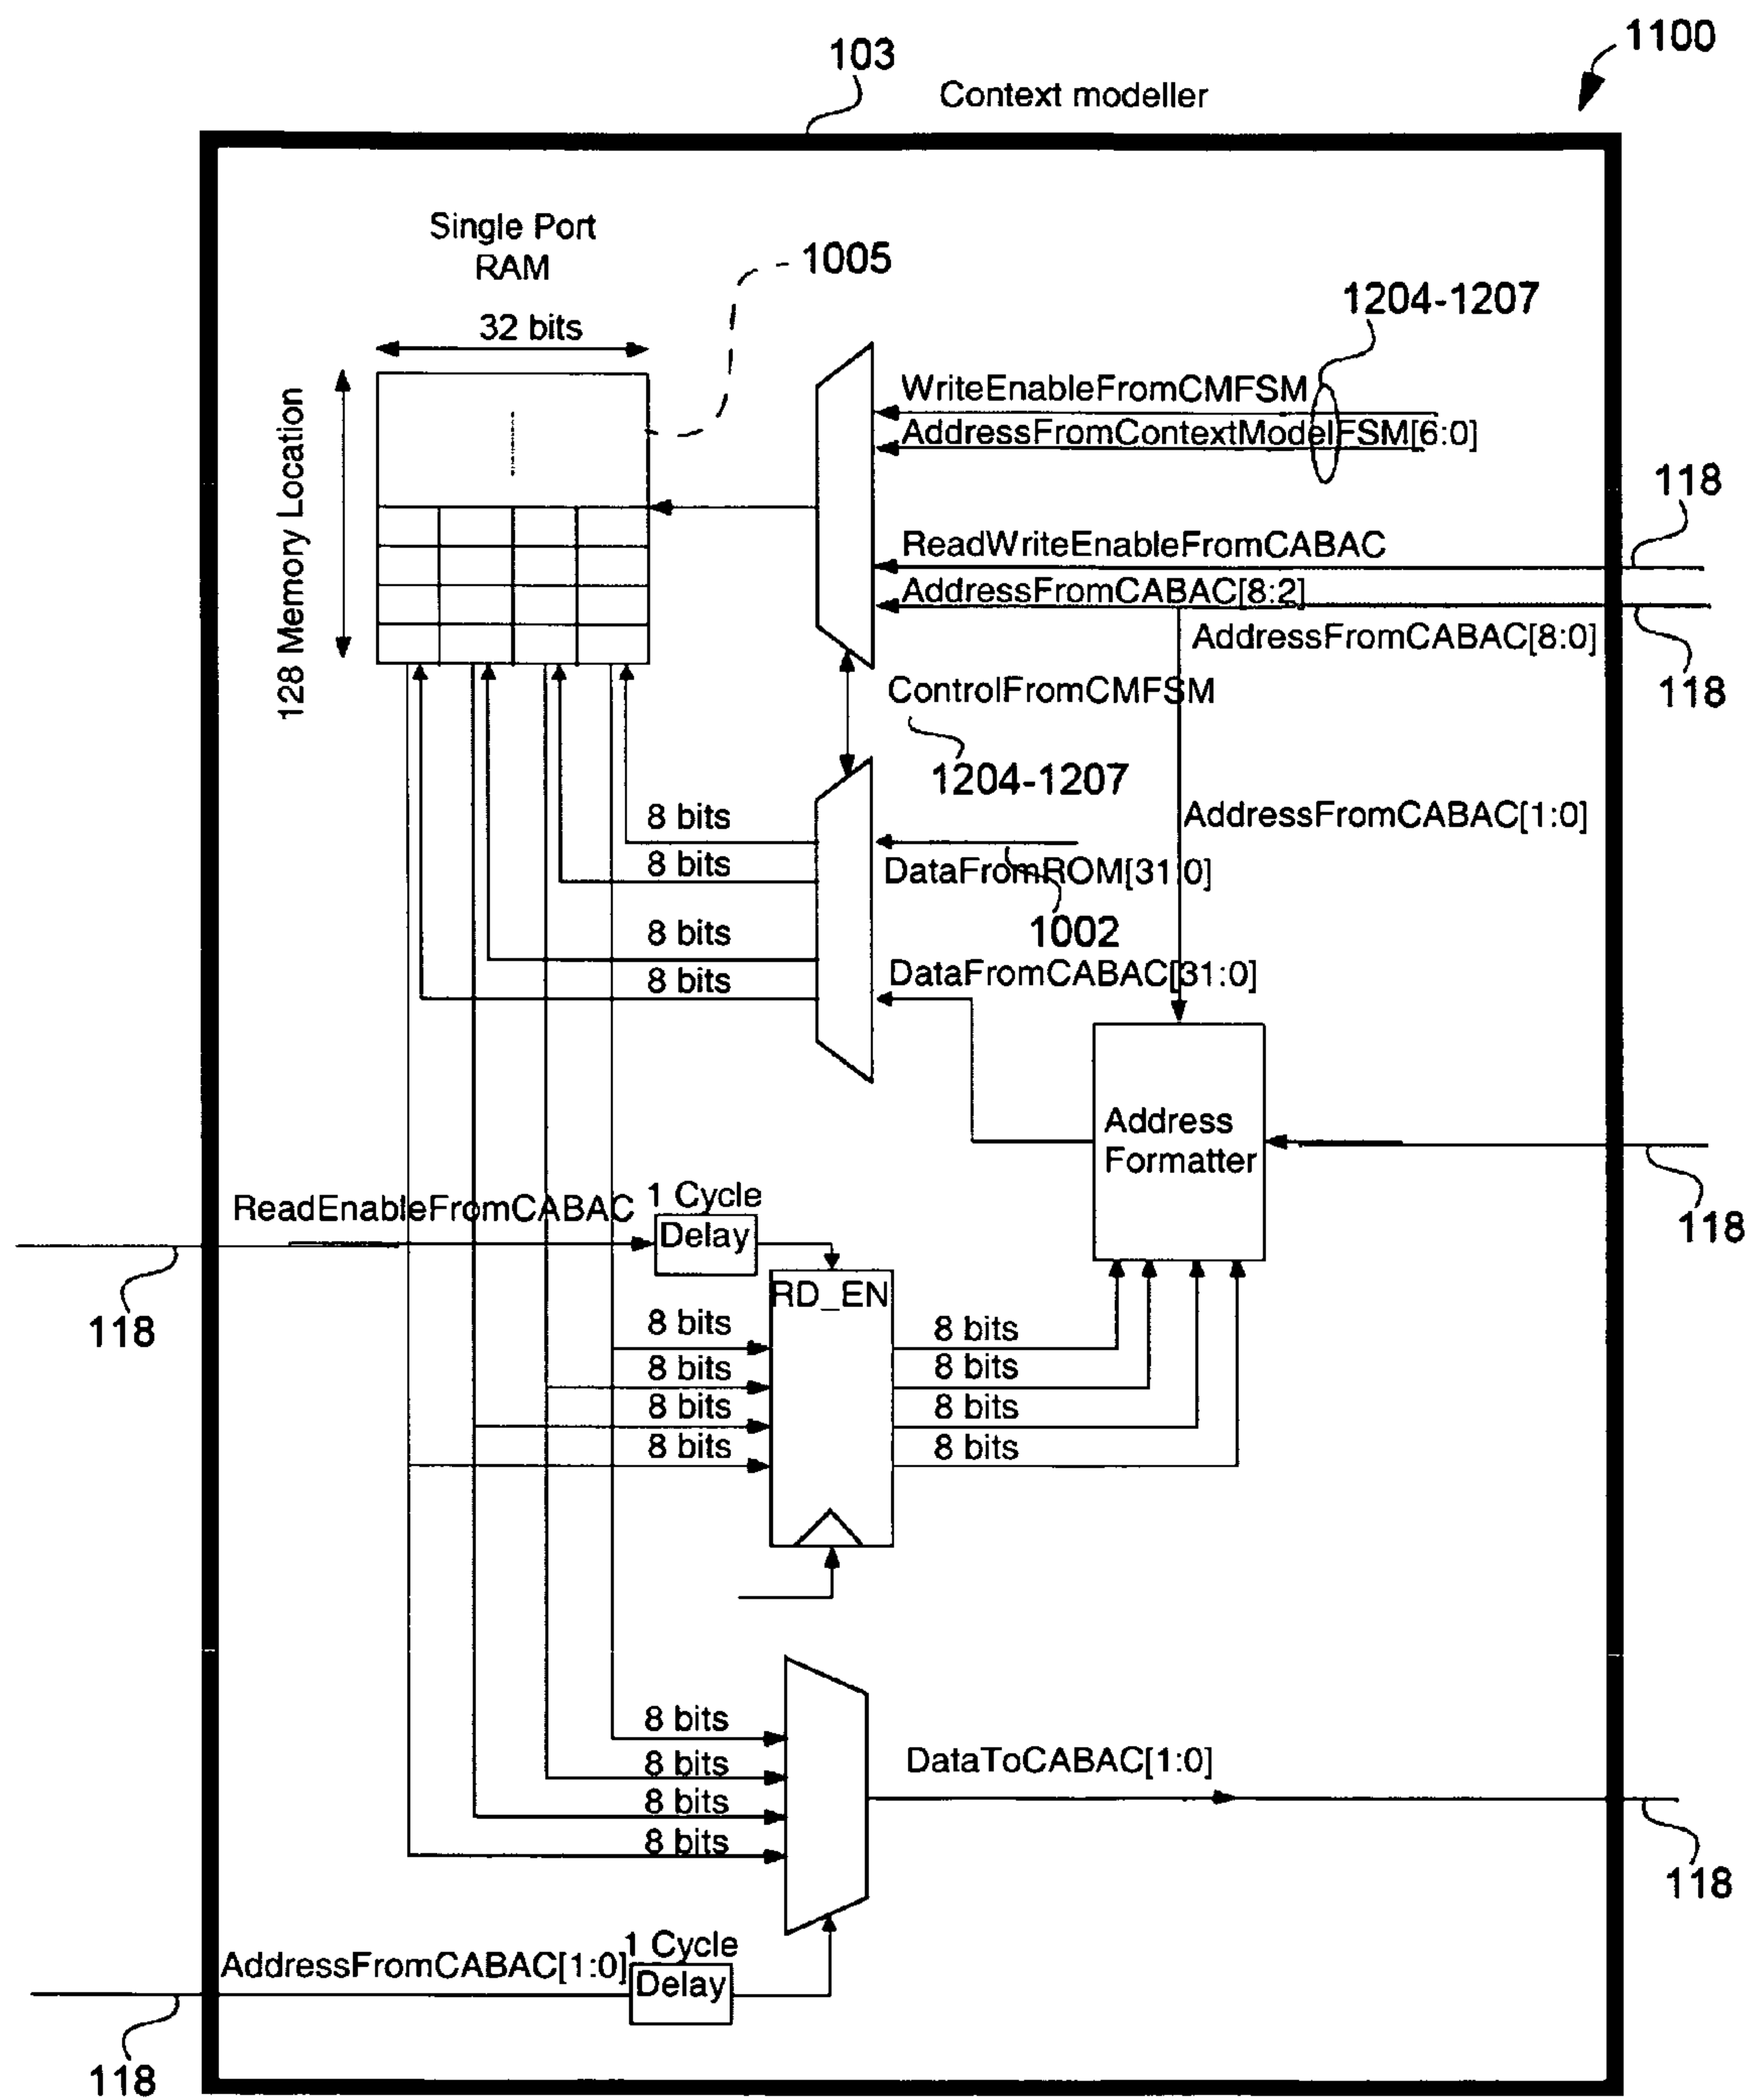 1100
103
Context modeller
Single Port
RAM
1005
1204-1207
32 bits
128 Memory Location
WriteEnableFromCMFSM
AddressFromContextModelFSM[6:0]
118
ReadWriteEnableFromCABAC
AddressFromCABAC[8:2]
AddressFromCABAC[8:0]
118
ControlFromCMFSM
1204-1207
8 bits
AddressFromCABAC[1:0]
8 bits
DataFromROM[31:0]
8 bits
1002
8 bits
DataFromCABAC[31:0]
Address
Formatter
118
ReadEnableFromCABAC
1 Cycle
Delay
118
RD_EN
8 bits
8 bits
8 bits
8 bits
8 bits
8 bits
8 bits
8 bits
8 bits
8 bits
8 bits
8 bits
DataToCABAC[1:0]
118
AddressFromCABAC[1:0]
1 Cycle
Delay
118